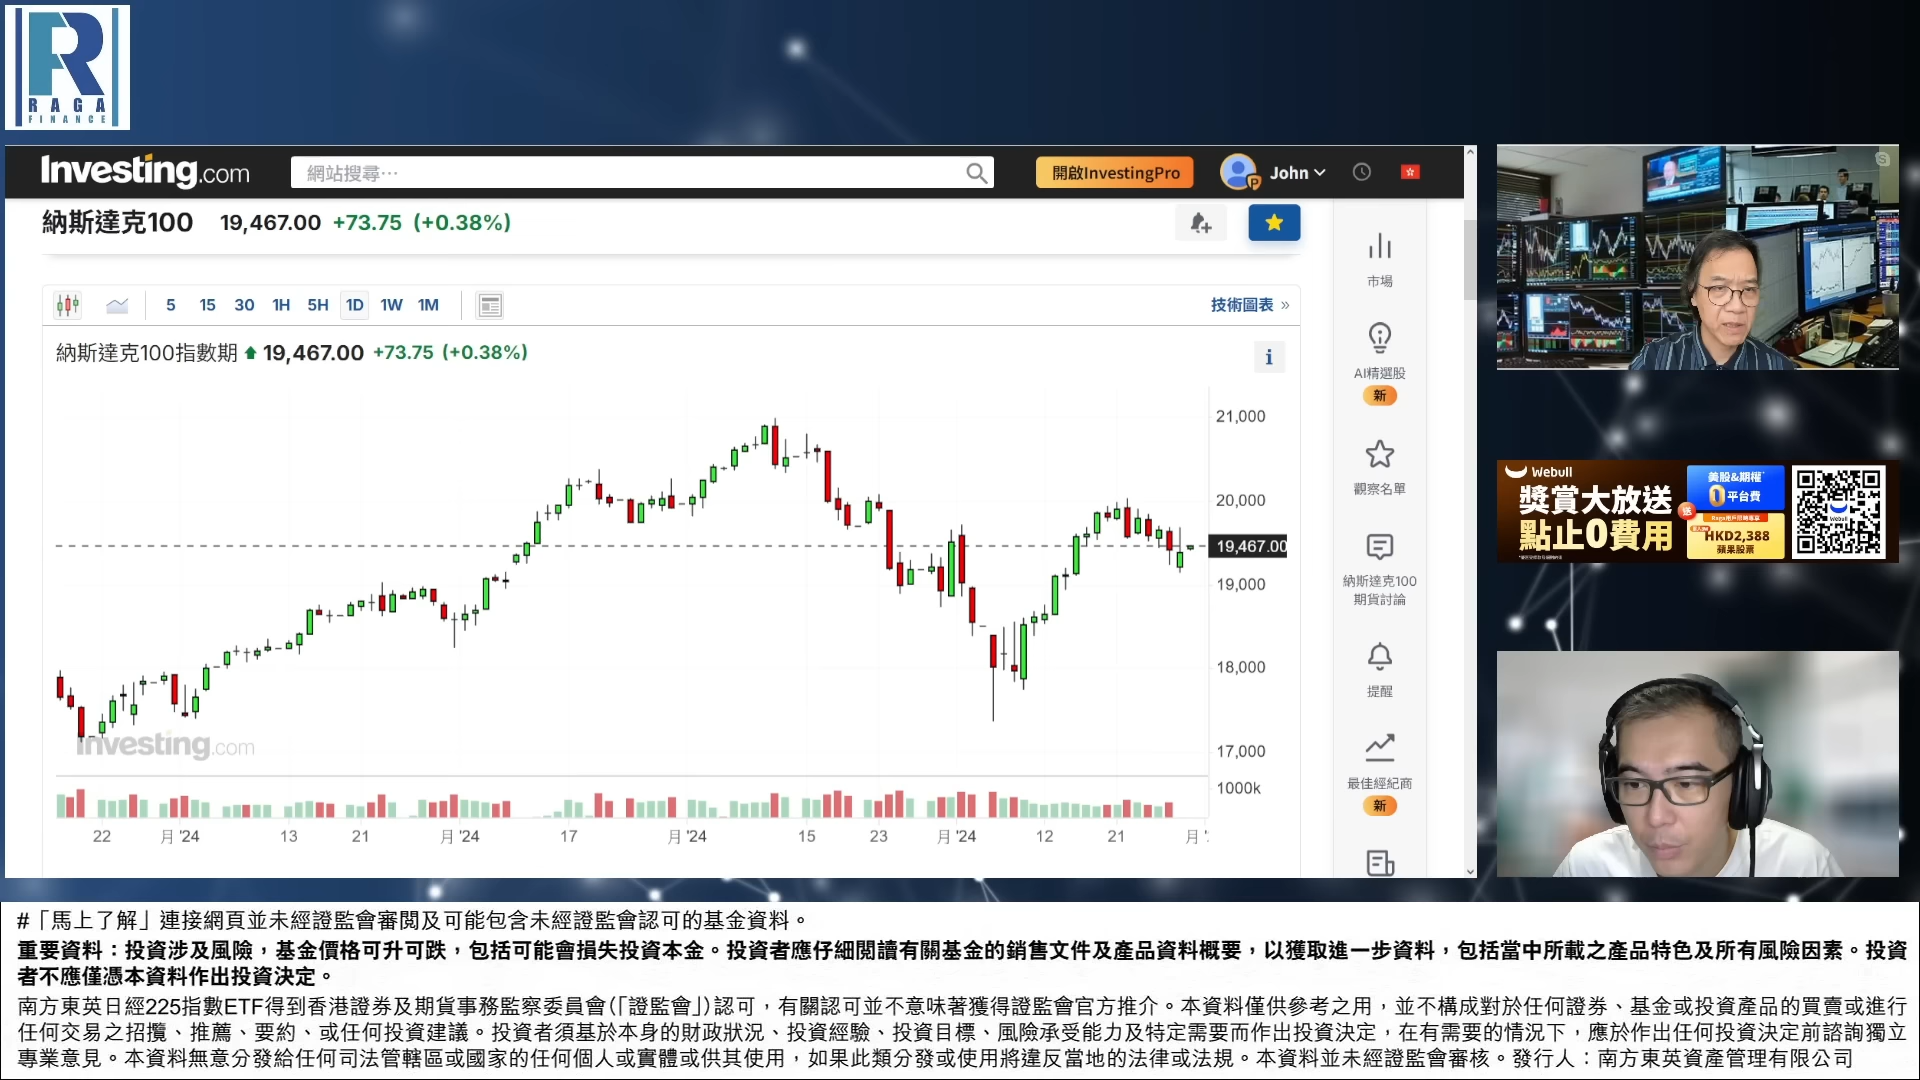 R
RAGA
FINANCE
Investing.com
網站搜尋…
開啟InvestingPro
P
John
納斯達克100 19,467.00 +73.75 (+0.38%)
5 15 30 1H 5H 1D 1W 1M
技術圖表 »
納斯達克100指數期 19,467.00 +73.75 (+0.38%)
i
21,000
20,000
19,467.00
19,000
18,000
17,000
1000k
Investing.com
22 月 '24 13 21 月 '24 17 月 '24 15 23 月 '24 12 21 月 '
市場
AI精選股
新
觀察名單
納斯達克100
期貨討論
提醒
最佳經紀商
新
Webull
獎賞大放送
點止0費用
美股&期權
0平台費
送
HKD2,388
蘋果股票
Webull
#「馬上了解」連接網頁並未經證監會審閱及可能包含未經證監會認可的基金資料。
重要資料：投資涉及風險，基金價格可升可跌，包括可能會損失投資本金。投資者應仔細閱讀有關基金的銷售文件及產品資料概要，以獲取進一步資料，包括當中所載之產品特色及所有風險因素。投資
者不應僅憑本資料作出投資決定。
南方東英日經225指數ETF得到香港證券及期貨事務監察委員會(「證監會」)認可，有關認可並不意味著獲得證監會官方推介。本資料僅供參考之用，並不構成對於任何證券、基金或投資產品的買賣或進行
任何交易之招攬、推薦、要約、或任何投資建議。投資者須基於本身的財政狀況、投資經驗、投資目標、風險承受能力及特定需要而作出投資決定，在有需要的情況下，應於作出任何投資決定前諮詢獨立
專業意見。本資料無意分發給任何司法管轄區或國家的任何個人或實體或供其使用，如果此類分發或使用將違反當地的法律或法規。本資料並未經證監會審核。發行人：南方東英資產管理有限公司